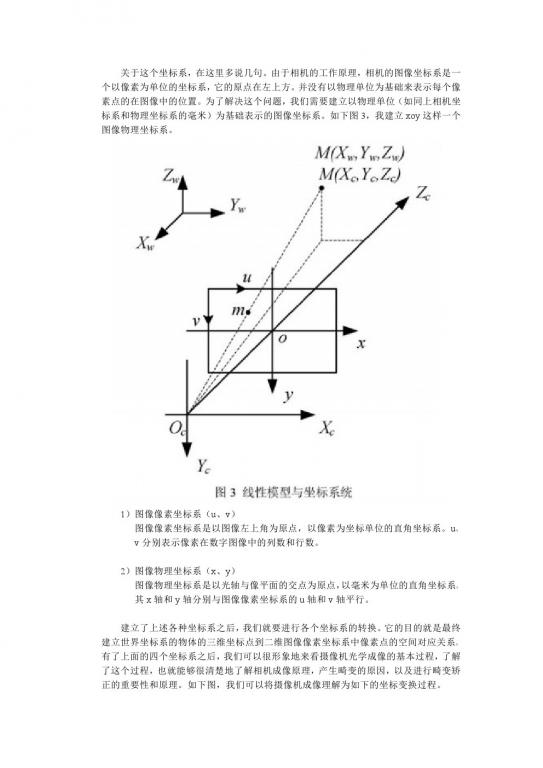 关于这个坐标系，在这里多说几句。由于相机的工作原理，相机的图像坐标系是一
个以像素为单位的坐标系，它的原点在左上方。并没有以物理单位为基础来表示每个像
素点的在图像中的位置。为了解决这个问题，我们需要建立以物理单位（如同上相机坐
标系和物理坐标系的毫米）为基础表示的图像坐标系。如下图3，我建立xoy这样一个
图像物理坐标系。
M(Xw,Yw,Zw)
M(Xc,Yc,Zc)
Zw
Zc
Yw
Xw
u
m
v
o
x
y
Oc
Xc
Yc
图 3 线性模型与坐标系统
1）图像像素坐标系（u、v）
图像像素坐标系是以图像左上角为原点，以像素为坐标单位的直角坐标系。u、
v 分别表示像素在数字图像中的列数和行数。
2）图像物理坐标系（x、y）
图像物理坐标系是以光轴与像平面的交点为原点，以毫米为单位的直角坐标系。
其 x 轴和 y 轴分别与图像像素坐标系的 u 轴和 v 轴平行。
建立了上述各种坐标系之后，我们就要进行各个坐标系的转换。它的目的就是最终
建立世界坐标系的物体的三维坐标点到二维图像像素坐标系中像素点的空间对应关系。
有了上面的四个坐标系之后，我们可以很形象地来看摄像机光学成像的基本过程，了解
了这个过程，也就能够很清楚地了解相机成像原理，产生畸变的原因，以及进行畸变矫
正的重要性和原理。如下图，我们可以将摄像机成像理解为如下的坐标变换过程。